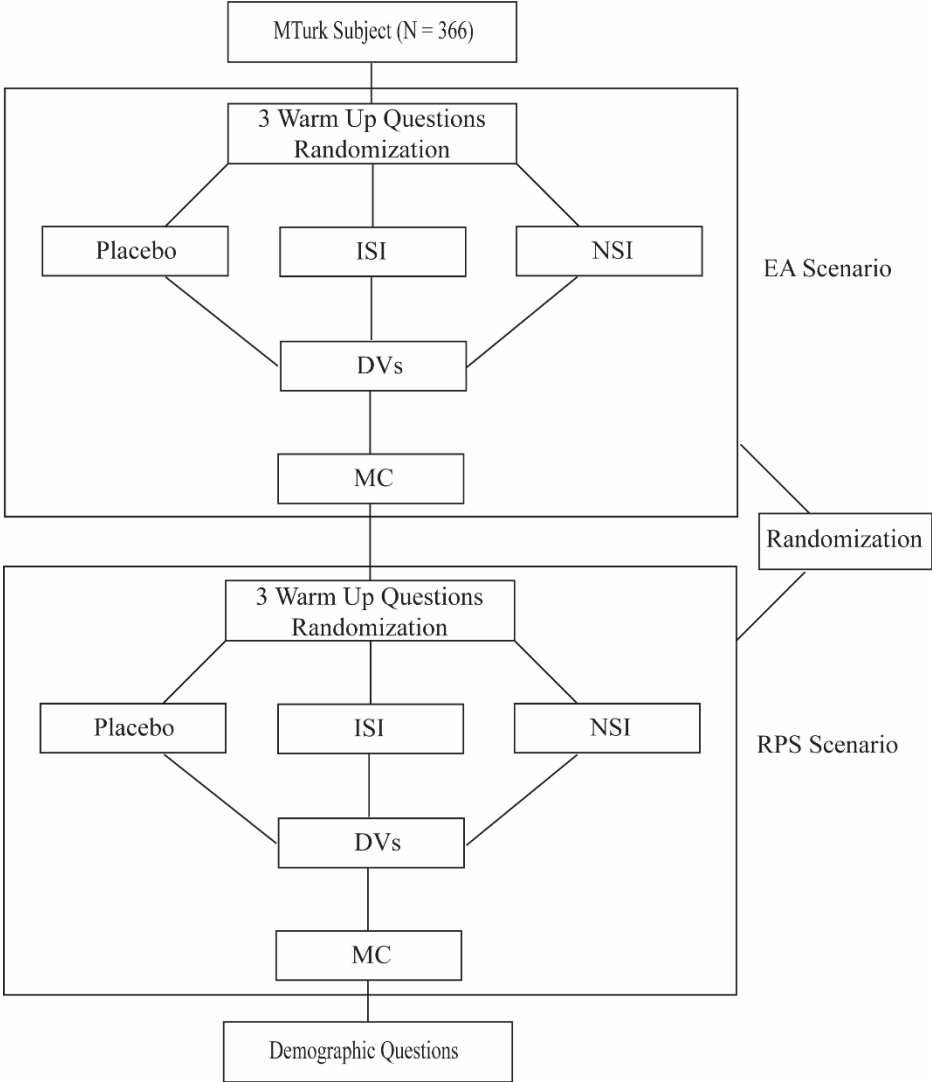 MTurk Subject (N = 366)
3 Warm Up Questions
Randomization
Placebo
ISI
NSI
EA Scenario
DVs
MC
Randomization
3 Warm Up Questions
Randomization
Placebo
ISI
NSI
RPS Scenario
DVs
MC
Demographic Questions